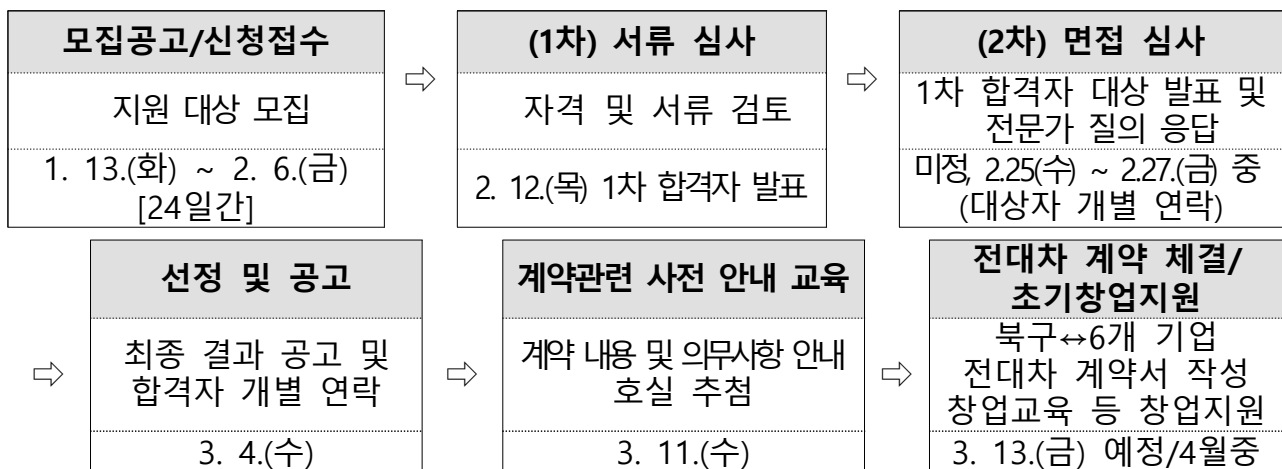 모집공고/신청접수
지원 대상 모집
1. 13.(화) ~ 2. 6.(금)
[24일간]
⇨
(1차) 서류 심사
자격 및 서류 검토
2. 12.(목) 1차 합격자 발표
⇨
(2차) 면접 심사
1차 합격자 대상 발표 및
전문가 질의 응답
미정, 2.25(수) ~ 2.27.(금) 중
(대상자 개별 연락)
⇨
선정 및 공고
최종 결과 공고 및
합격자 개별 연락
3. 4.(수)
⇨
계약관련 사전 안내 교육
계약 내용 및 의무사항 안내
호실 추첨
3. 11.(수)
⇨
전대차 계약 체결/
초기창업지원
북구↔6개 기업
전대차 계약서 작성
창업교육 등 창업지원
3. 13.(금) 예정/4월중